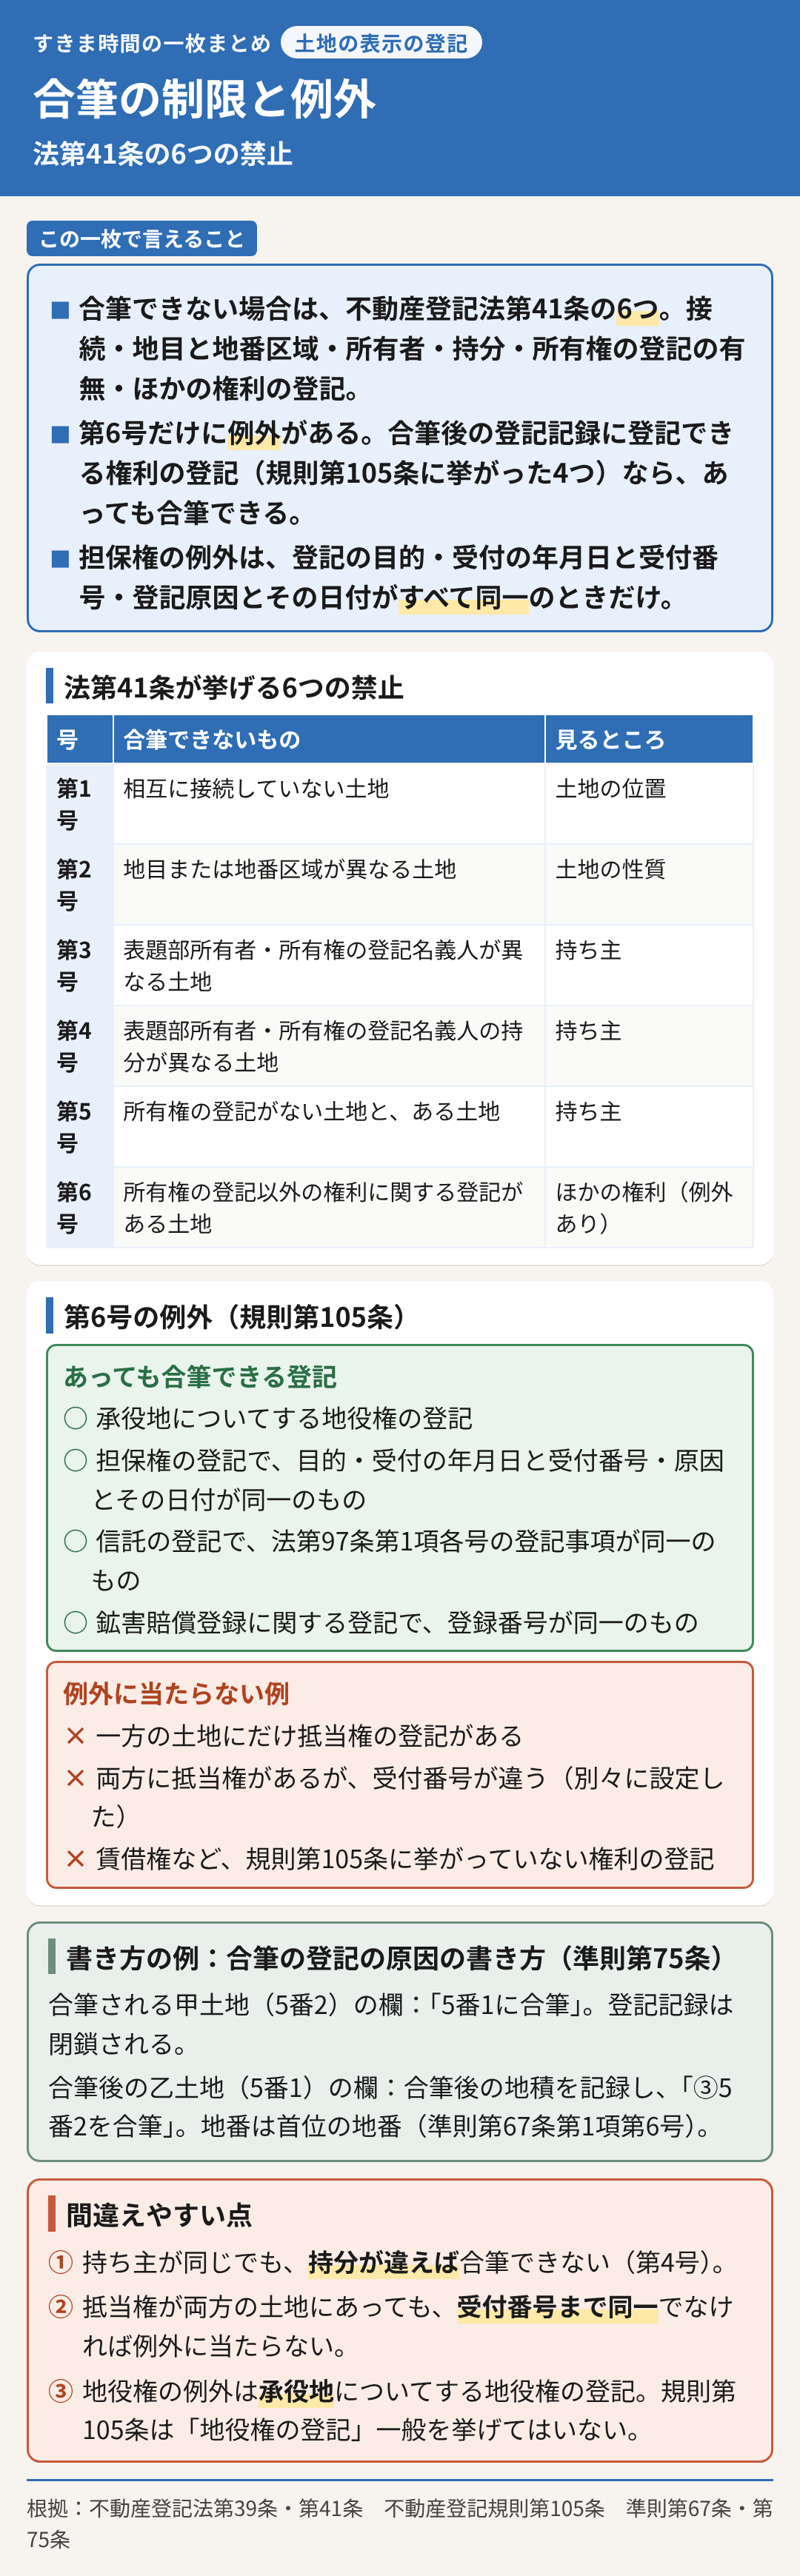 すきま時間の一枚まとめ 土地の表示の登記
合筆の制限と例外
法第41条の6つの禁止
この一枚で言えること
■ 合筆できない場合は、不動産登記法第41条の6つ。接
続・地目と地番区域・所有者・持分・所有権の登記の有
無・ほかの権利の登記。
■ 第6号だけに例外がある。合筆後の登記記録に登記でき
る権利の登記（規則第105条に挙がった4つ）なら、あ
っても合筆できる。
■ 担保権の例外は、登記の目的・受付の年月日と受付番
号・登記原因とその日付がすべて同一のときだけ。
法第41条が挙げる6つの禁止
号 合筆できないもの 見るところ
第1 相互に接続していない土地 土地の位置
号
第2 地目または地番区域が異なる土地 土地の性質
号
第3 表題部所有者・所有権の登記名義人が異 持ち主
号 なる土地
第4 表題部所有者・所有権の登記名義人の持 持ち主
号 分が異なる土地
第5 所有権の登記がない土地と、ある土地 持ち主
号
第6 所有権の登記以外の権利に関する登記が ほかの権利（例外
号 ある土地 あり）
第6号の例外（規則第105条）
あっても合筆できる登記
○ 承役地についてする地役権の登記
○ 担保権の登記で、目的・受付の年月日と受付番号・原因
とその日付が同一のもの
○ 信託の登記で、法第97条第1項各号の登記事項が同一の
もの
○ 鉱害賠償登録に関する登記で、登録番号が同一のもの
例外に当たらない例
✕ 一方の土地にだけ抵当権の登記がある
✕ 両方に抵当権があるが、受付番号が違う（別々に設定し
た）
✕ 賃借権など、規則第105条に挙がっていない権利の登記
書き方の例：合筆の登記の原因の書き方（準則第75条）
合筆される甲土地（5番2）の欄：「5番1に合筆」。登記記録は
閉鎖される。
合筆後の乙土地（5番1）の欄：合筆後の地積を記録し、「③5
番2を合筆」。地番は首位の地番（準則第67条第1項第6号）。
間違えやすい点
① 持ち主が同じでも、持分が違えば合筆できない（第4号）。
② 抵当権が両方の土地にあっても、受付番号まで同一でなけ
れば例外に当たらない。
③ 地役権の例外は承役地についてする地役権の登記。規則第
105条は「地役権の登記」一般を挙げてはいない。
根拠：不動産登記法第39条・第41条　不動産登記規則第105条　準則第67条・第
75条